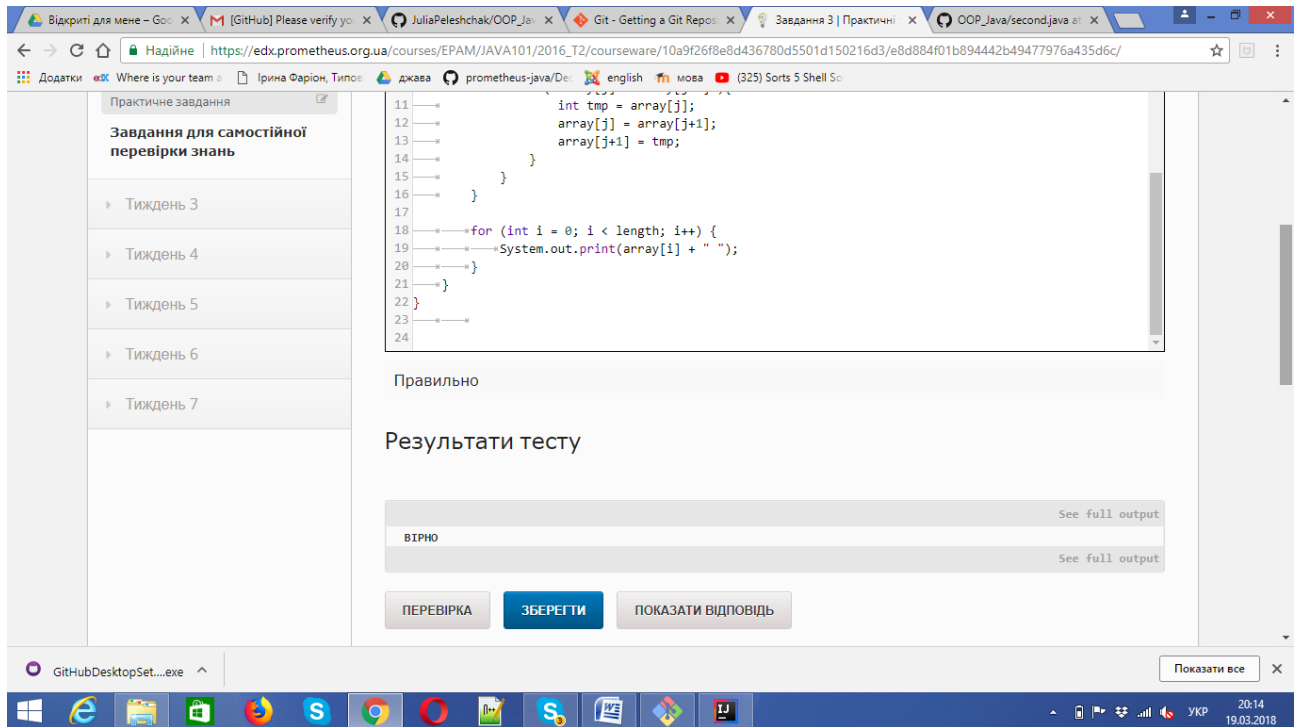 Відкриті для мене – Goo
[GitHub] Please verify yo
JuliaPeleshchak/OOP_Jav
Git - Getting a Git Repos
Завдання 3 | Практичні
OOP_Java/second.java at
Надійне https://edx.prometheus.org.ua/courses/EPAM/JAVA101/2016_T2/courseware/10a9f26f8e8d436780d5501d150216d3/e8d884f01b894442b49477976a435d6c/
Додатки Where is your team a Ірина Фаріон, Типов джава prometheus-java/Dec english мова (325) Sorts 5 Shell So
Практичне завдання
Завдання для самостійної
перевірки знань
Тиждень 3
Тиждень 4
Тиждень 5
Тиждень 6
Тиждень 7
11 int tmp = array[j];
12 array[j] = array[j+1];
13 array[j+1] = tmp;
14 }
15 }
16 }
17
18 for (int i = 0; i < length; i++) {
19 System.out.print(array[i] + " ");
20 }
21 }
22 }
23
24
Правильно
Результати тесту
See full output
ВІРНО
See full output
ПЕРЕВІРКА ЗБЕРЕГТИ ПОКАЗАТИ ВІДПОВІДЬ
GitHubDesktopSet....exe
Показати все
УКР
20:14
19.03.2018